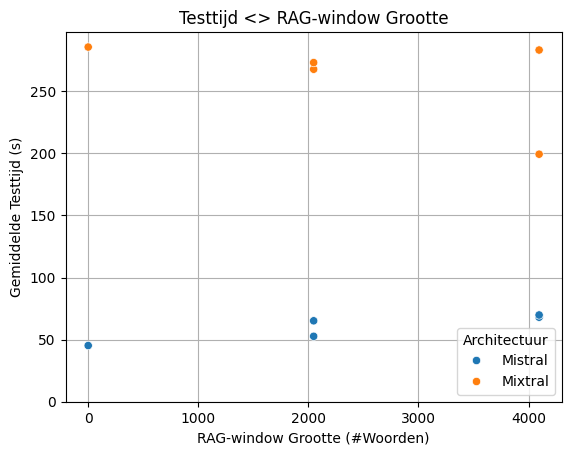 Testtijd <> RAG-window Grootte
Gemiddelde Testtijd (s)
250
200
150
100
50
0
0 1000 2000 3000 4000
RAG-window Grootte (#Woorden)
Architectuur
Mistral
Mixtral